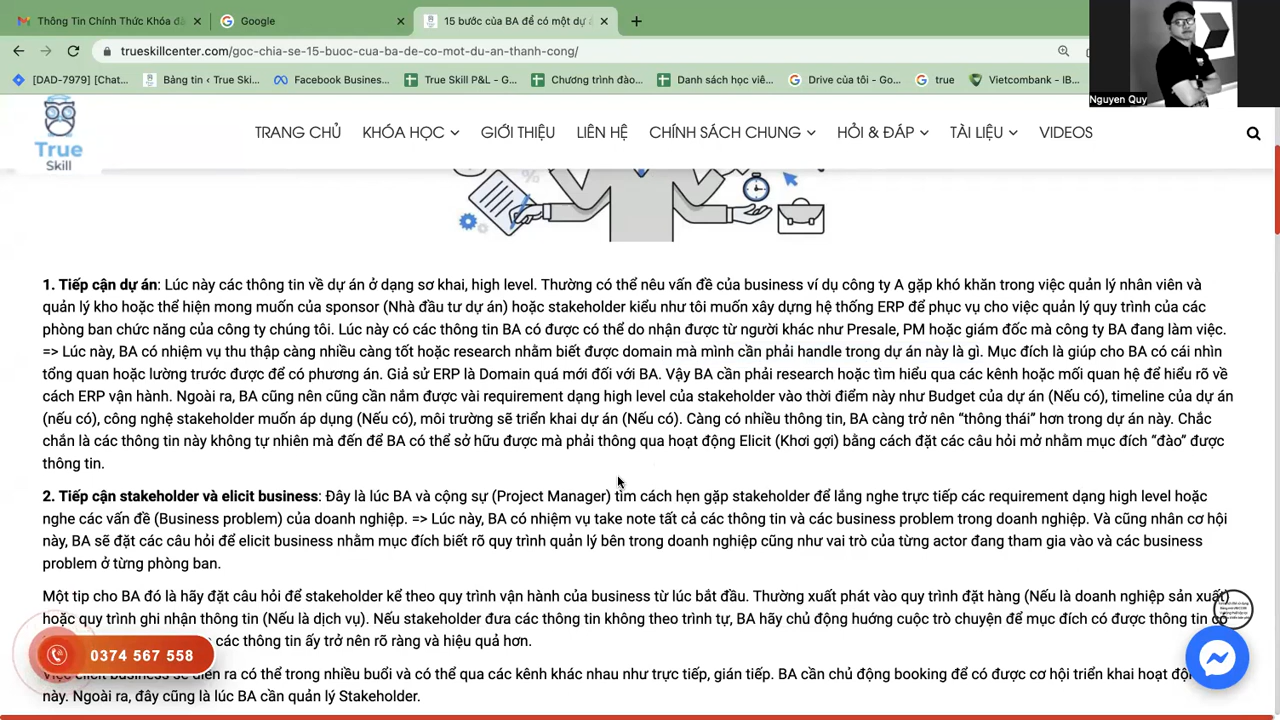 Thông Tin Chính Thức Khóa đà
Google
15 bước của BA để có một dự á
trueskillcenter.com/goc-chia-se-15-buoc-cua-ba-de-co-mot-du-an-thanh-cong/
[DAD-7979] [Chat...
Bảng tin ‹ True Ski...
Facebook Busines...
True Skill P&L - G...
Chương trình đào...
Danh sách học viê...
Drive của tôi - Go...
true
Vietcombank - IB...
Nguyen Quy
True
Skill
TRANG CHỦ
KHÓA HỌC
GIỚI THIỆU
LIÊN HỆ
CHÍNH SÁCH CHUNG
HỎI & ĐÁP
TÀI LIỆU
VIDEOS
1. Tiếp cận dự án: Lúc này các thông tin về dự án ở dạng sơ khai, high level. Thường có thể nêu vấn đề của business ví dụ công ty A gặp khó khăn trong việc quản lý nhân viên và
quản lý kho hoặc thể hiện mong muốn của sponsor (Nhà đầu tư dự án) hoặc stakeholder kiểu như tôi muốn xây dựng hệ thống ERP để phục vụ cho việc quản lý quy trình của các
phòng ban chức năng của công ty chúng tôi. Lúc này có các thông tin BA có được có thể do nhận được từ người khác như Presale, PM hoặc giám đốc mà công ty BA đang làm việc.
=> Lúc này, BA có nhiệm vụ thu thập càng nhiều càng tốt hoặc research nhằm biết được domain mà mình cần phải handle trong dự án này là gì. Mục đích là giúp cho BA có cái nhìn
tổng quan hoặc lường trước được để có phương án. Giả sử ERP là Domain quá mới đối với BA. Vậy BA cần phải research hoặc tìm hiểu qua các kênh hoặc mối quan hệ để hiểu rõ về
cách ERP vận hành. Ngoài ra, BA cũng nên cũng cần nắm được vài requirement dạng high level của stakeholder vào thời điểm này như Budget của dự án (Nếu có), timeline của dự án
(nếu có), công nghệ stakeholder muốn áp dụng (Nếu có), môi trường sẽ triển khai dự án (Nếu có). Càng có nhiều thông tin, BA càng trở nên “thông thái” hơn trong dự án này. Chắc
chắn là các thông tin này không tự nhiên mà đến để BA có thể sở hữu được mà phải thông qua hoạt động Elicit (Khơi gợi) bằng cách đặt các câu hỏi mở nhằm mục đích “đào” được
thông tin.
2. Tiếp cận stakeholder và elicit business: Đây là lúc BA và cộng sự (Project Manager) tìm cách hẹn gặp stakeholder để lắng nghe trực tiếp các requirement dạng high level hoặc
nghe các vấn đề (Business problem) của doanh nghiệp. => Lúc này, BA có nhiệm vụ take note tất cả các thông tin và các business problem trong doanh nghiệp. Và cũng nhân cơ hội
này, BA sẽ đặt các câu hỏi để elicit business nhằm mục đích biết rõ quy trình quản lý bên trong doanh nghiệp cũng như vai trò của từng actor đang tham gia vào và các business
problem ở từng phòng ban.
Một tip cho BA đó là hãy đặt câu hỏi để stakeholder kể theo quy trình vận hành của business từ lúc bắt đầu. Thường xuất phát vào quy trình đặt hàng (Nếu là doanh nghiệp sản xuất)
hoặc quy trình ghi nhận thông tin (Nếu là dịch vụ). Nếu stakeholder đưa các thông tin không theo trình tự, BA hãy chủ động huớng cuộc trò chuyện để mục đích có được thông tin có
các thông tin ấy trở nên rõ ràng và hiệu quả hơn.
0374 567 558
Việc elicit business sẽ diễn ra có thể trong nhiều buổi và có thể qua các kênh khác nhau như trực tiếp, gián tiếp. BA cần chủ động booking để có được cơ hội triển khai hoạt động
này. Ngoài ra, đây cũng là lúc BA cần quản lý Stakeholder.